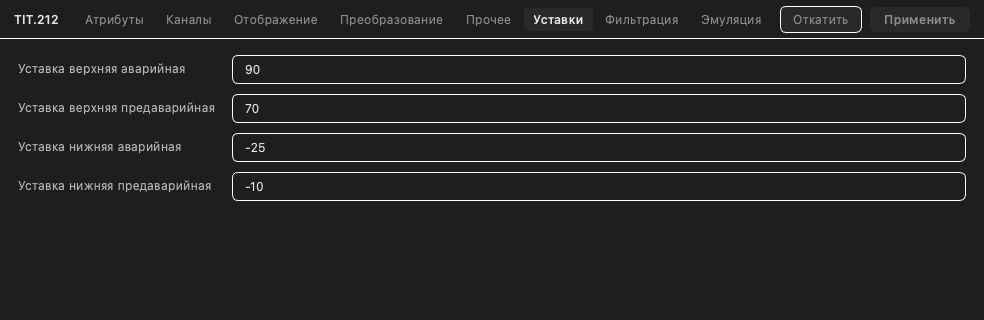 TIT.212 Атрибуты Каналы Отображение Преобразование Прочее Уставки Фильтрация Эмуляция Откатить Применить
Уставка верхняя аварийная 90
Уставка верхняя предаварийная 70
Уставка нижняя аварийная -25
Уставка нижняя предаварийная -10